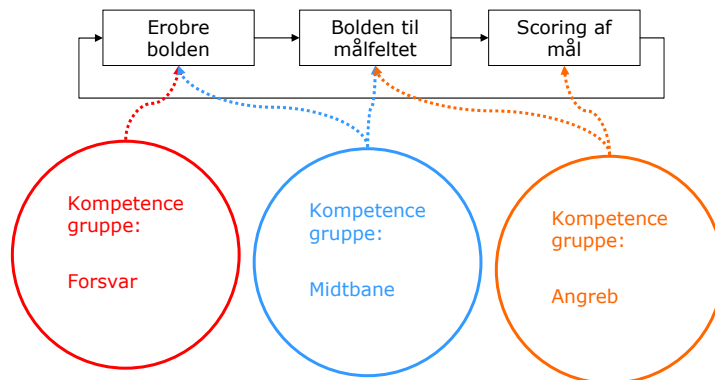 Erobre
bolden
Bolden til
målfeltet
Scoring af
mål
Kompetence
gruppe:
Forsvar
Kompetence
gruppe:
Midtbane
Kompetence
gruppe:
Angreb